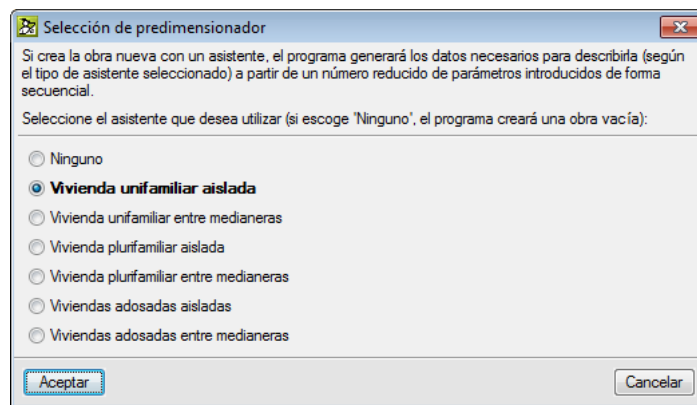 Selección de predimensionador
Si crea la obra nueva con un asistente, el programa generará los datos necesarios para describirla (según
el tipo de asistente seleccionado) a partir de un número reducido de parámetros introducidos de forma
secuencial.
Seleccione el asistente que desea utilizar (si escoge 'Ninguno', el programa creará una obra vacía):
Ninguno
Vivienda unifamiliar aislada
Vivienda unifamiliar entre medianeras
Vivienda plurifamiliar aislada
Vivienda plurifamiliar entre medianeras
Viviendas adosadas aisladas
Viviendas adosadas entre medianeras
Aceptar
Cancelar